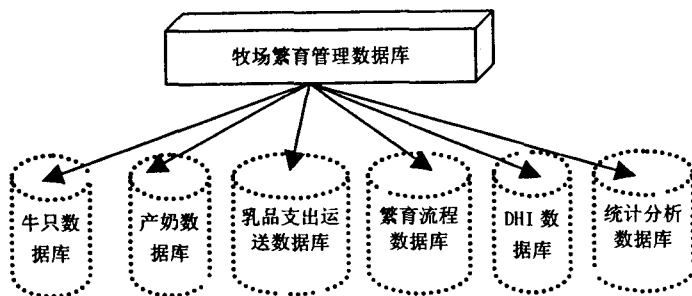 牧场繁育管理数据库
牛只数
据库
产奶数
据库
乳品支出运
送数据库
繁育流程
数据库
DHI 数
据库
统计分析
数据库